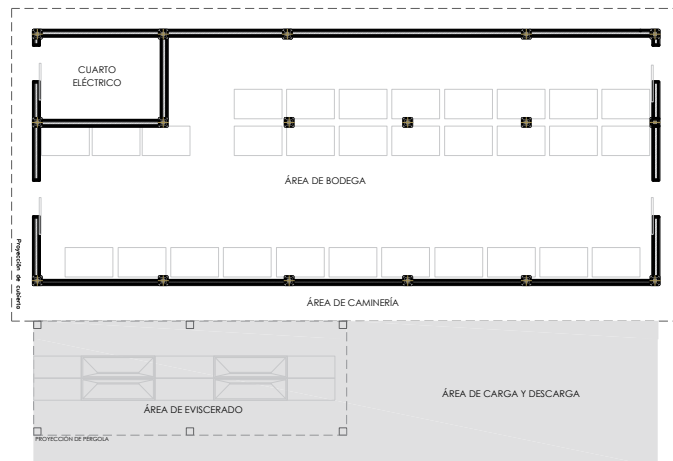 CUARTO
ELÉCTRICO
ÁREA DE BODEGA
Proyección de cubierta
ÁREA DE CAMINERÍA
ÁREA DE CARGA Y DESCARGA
ÁREA DE EVISCERADO
PROYECCIÓN DE PÉRGOLA